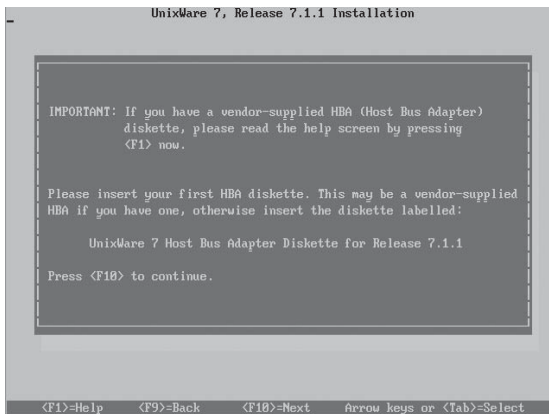 UnixWare 7, Release 7.1.1 Installation
IMPORTANT: If you have a vendor-supplied HBA (Host Bus Adapter)
diskette, please read the help screen by pressing
<F1> now.
Please insert your first HBA diskette. This may be a vendor-supplied
HBA if you have one, otherwise insert the diskette labelled:
UnixWare 7 Host Bus Adapter Diskette for Release 7.1.1
Press <F10> to continue.
<F1>=Help <F9>=Back <F10>=Next Arrow keys or <Tab>=Select